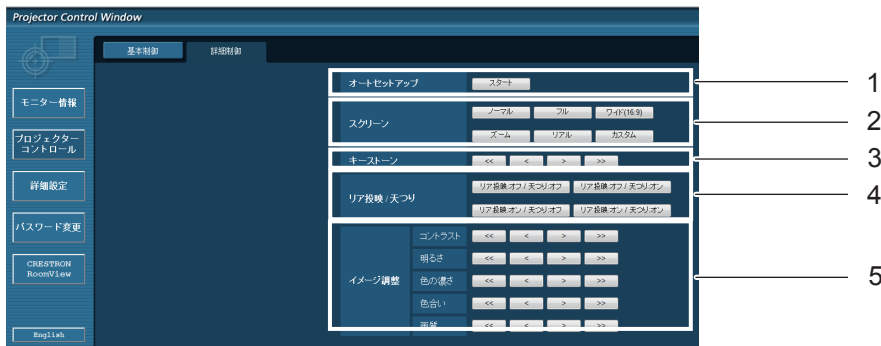 Projector Control Window
基本制御 詳細制御
モニター情報
プロジェクター
コントロール
詳細設定
パスワード変更
CRESTRON
RoomView
English
オートセットアップ スタート
スクリーン
ノーマル フル ワイド(16:9)
ズーム リアル カスタム
キーストーン << < > >>
リア投映 / 天つり
リア投映:オフ / 天つり:オフ リア投映:オフ / 天つり:オン
リア投映:オン / 天つり:オフ リア投映:オン / 天つり:オン
イメージ調整
コントラスト << < > >>
明るさ << < > >>
色の濃さ << < > >>
色合い << < > >>
画質 << < > >>
1
2
3
4
5